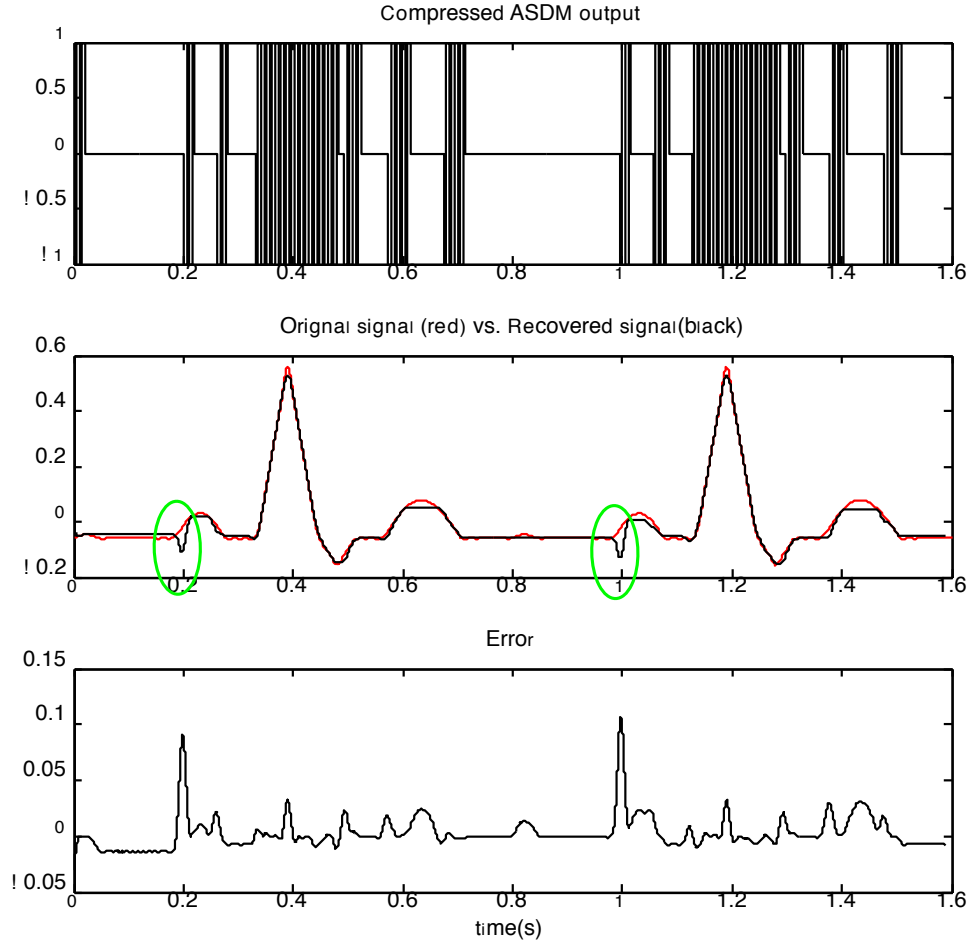 Compressed ASDM output
1
0.5
0
! 0.5
! 1
0 0.2 0.4 0.6 0.8 1 1.2 1.4 1.6
Orignal signal (red) vs. Recovered signal(black)
0.6
0.4
0.2
0
! 0.2
0 0.2 0.4 0.6 0.8 1 1.2 1.4 1.6
Error
0.15
0.1
0.05
0
! 0.05
0 0.2 0.4 0.6 0.8 1 1.2 1.4 1.6
time(s)